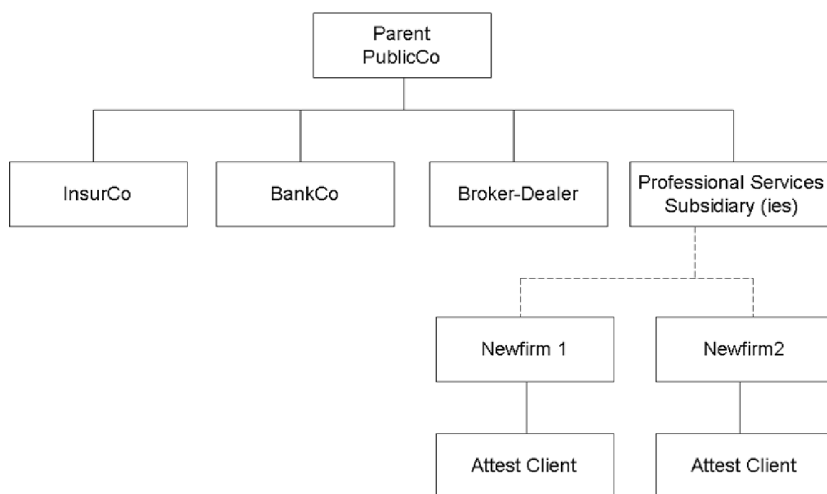 Parent
PublicCo
InsurCo
BankCo
Broker-Dealer
Professional Services
Subsidiary (ies)
Newfirm 1
Newfirm2
Attest Client
Attest Client